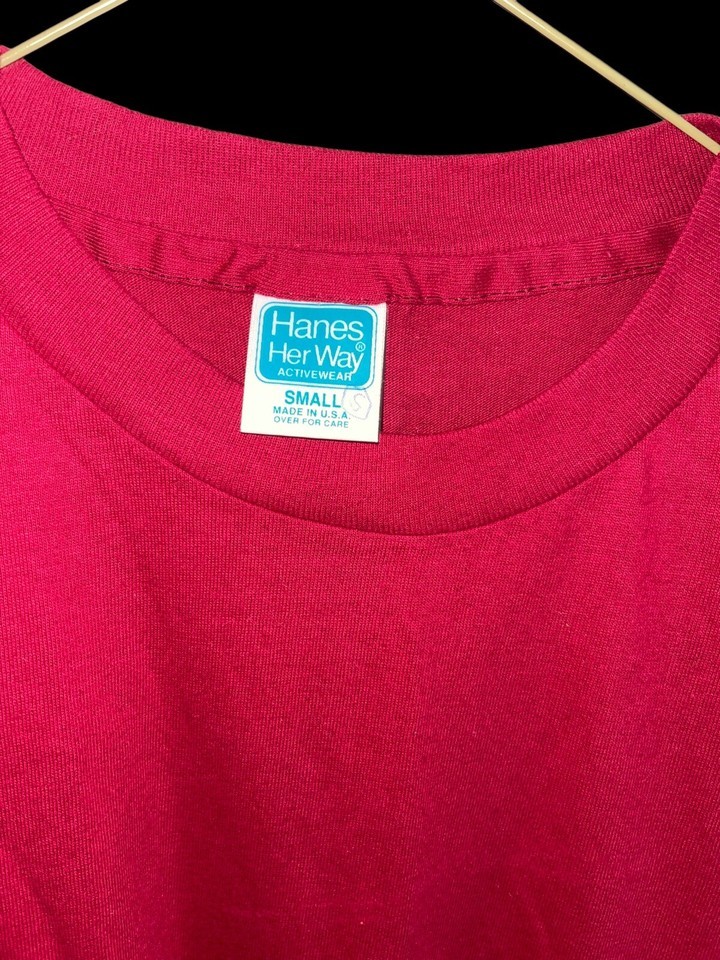 Hanes
Her Way®
ACTIVEWEAR
SMALL
S
MADE IN U.S.A.
OVER FOR CARE